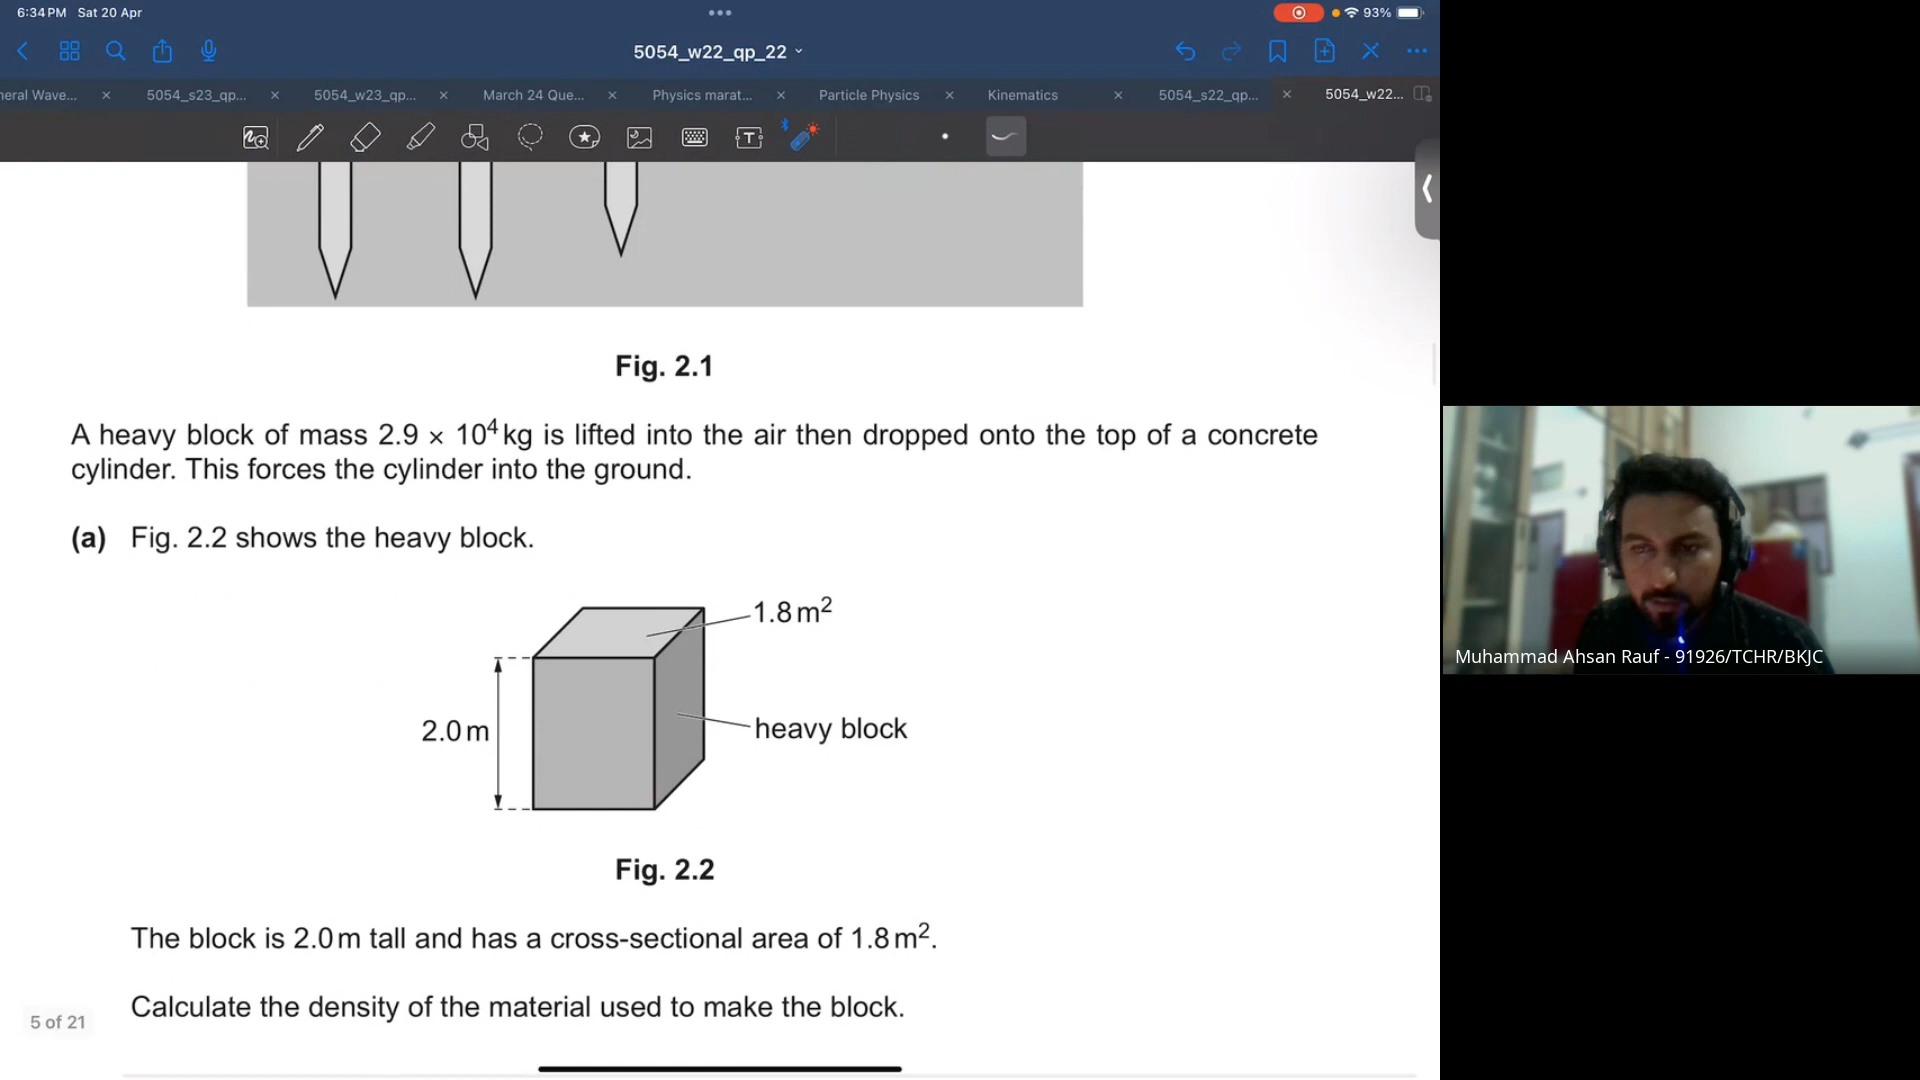 6:34 PM Sat 20 Apr
93%
5054_w22_qp_22
neral Wave...
5054_s23_qp...
5054_w23_qp...
March 24 Que...
Physics marat...
Particle Physics
Kinematics
5054_s22_qp...
5054_w22...
Fig. 2.1
A heavy block of mass 2.9 × 10⁴ kg is lifted into the air then dropped onto the top of a concrete
cylinder. This forces the cylinder into the ground.
(a) Fig. 2.2 shows the heavy block.
1.8 m²
2.0 m
heavy block
Fig. 2.2
The block is 2.0 m tall and has a cross-sectional area of 1.8 m².
Calculate the density of the material used to make the block.
5 of 21
Muhammad Ahsan Rauf - 91926/TCHR/BKJC